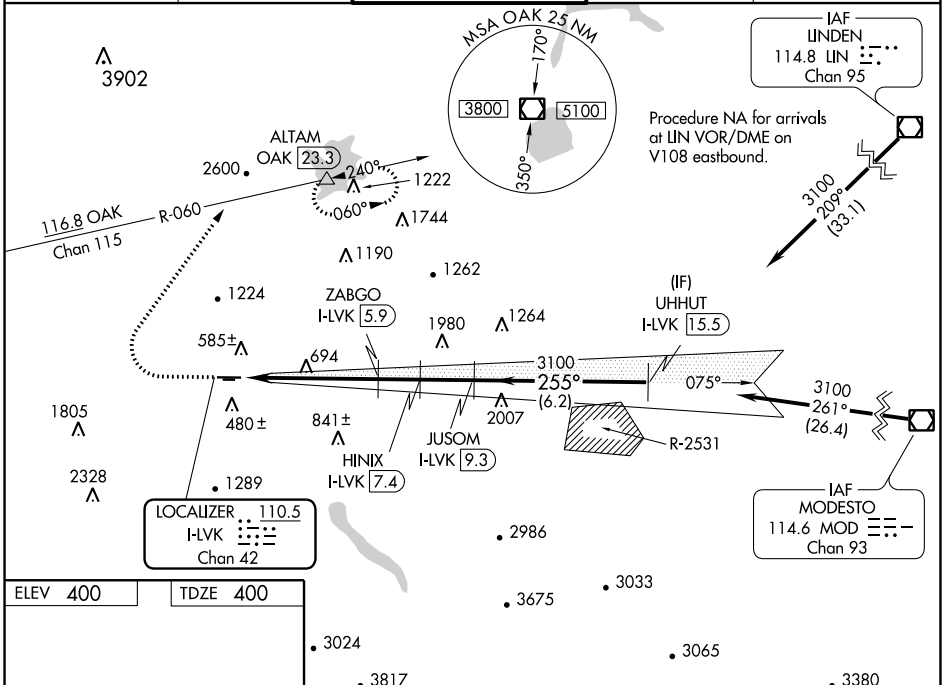 MSA OAK 25 NM
170°
3800
5100
350°
IAF
LINDEN
114.8 LIN
Chan 95
Procedure NA for arrivals
at LIN VOR/DME on
V108 eastbound.
3902
ALTAM
OAK 23.3
2600
240°
1222
060°
1744
3100
209°
(33.1)
116.8 OAK
R-060
Chan 115
1190
1262
(IF)
UHHUT
I-LVK 15.5
1224
ZABGO
I-LVK 5.9
1980
1264
585±
694
3100
255°
(6.2)
075°
3100
261°
(26.4)
1805
480±
841±
2007
HINIX
I-LVK 7.4
JUSOM
I-LVK 9.3
R-2531
2328
1289
LOCALIZER 110.5
I-LVK
Chan 42
IAF
MODESTO
114.6 MOD
Chan 93
2986
3033
3675
ELEV 400
TDZE 400
3024
3065
3817
3380